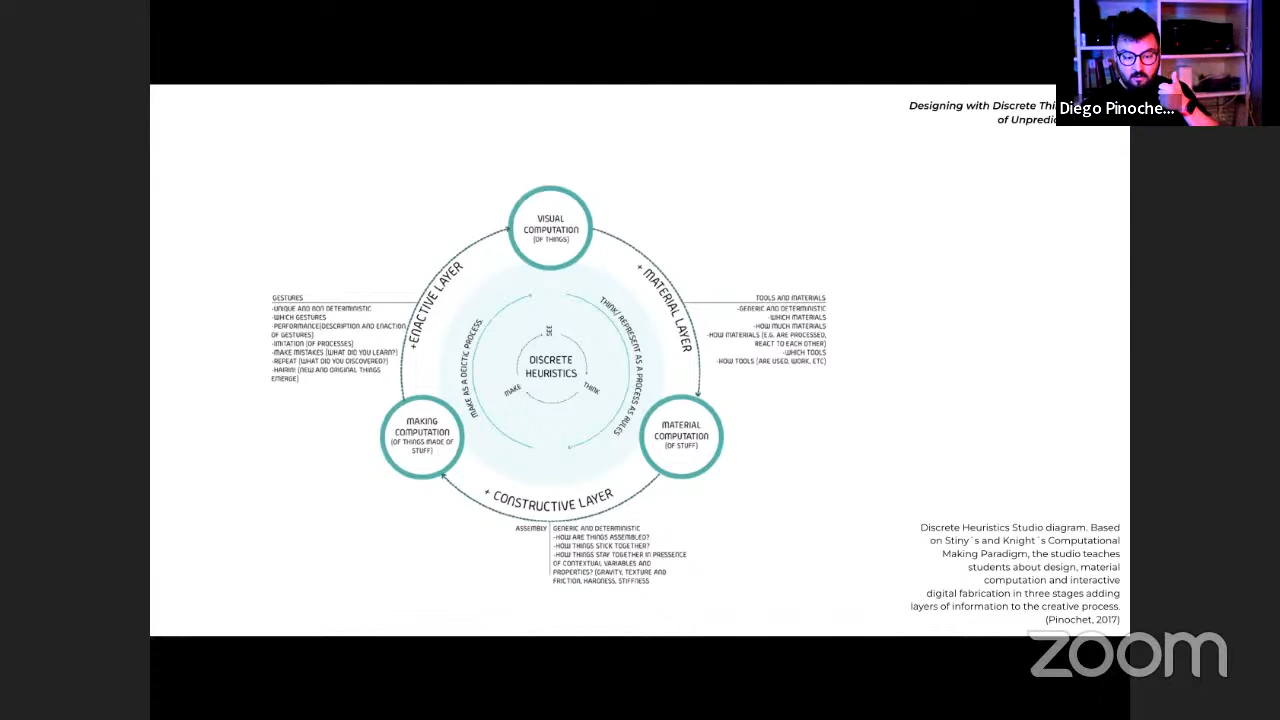 Designing with Discrete
of
Diego Pinoche...
VISUAL
COMPUTATION
(OF THINGS)
+ENACTIVE LAYER
+ MATERIAL LAYER
GESTURES
-UNIQUE AND NON DETERMINISTIC
-WHICH GESTURES
-PERFORMANCE(DESCRIPTION AND ENACTION
OF GESTURES)
-IMITATION (OF PROCESSES)
-MAKE MISTAKES (WHAT DID YOU LEARN?)
-REPEAT (WHAT DID YOU DISCOVERED?)
-HAIRIN! (NEW AND ORIGINAL THINGS
EMERGE)
TOOLS AND MATERIALS
-GENERIC AND DETERMINISTIC
-WHICH MATERIALS
-HOW MUCH MATERIALS
-HOW MATERIALS (E.G. ARE PROCESSED,
REACT TO EACH OTHER)
-WHICH TOOLS
-HOW TOOLS (ARE USED, WORK, ETC)
MAKE AS A DEICTIC PROCESS.
THINK/ REPRESENT AS A PROCESS AS RULES
SEE
DISCRETE
HEURISTICS
MAKE
THINK
MAKING
COMPUTATION
(OF THINGS MADE OF
STUFF)
MATERIAL
COMPUTATION
(OF STUFF)
+ CONSTRUCTIVE LAYER
ASSEMBLY
GENERIC AND DETERMINISTIC
-HOW ARE THINGS ASSEMBLED?
-HOW THINGS STICK TOGETHER?
-HOW THINGS STAY TOGETHER IN PRESSENCE
OF CONTEXTUAL VARIABLES AND
PROPERTIES? (GRAVITY, TEXTURE AND
FRICTION, HARDNESS, STIFFNESS
Discrete Heuristics Studio diagram. Based
on Stiny´s and Knight´s Computational
Making Paradigm, the studio teaches
students about design, material
computation and interactive
digital fabrication in three stages adding
layers of information to the creative process.
(Pinochet, 2017)
zoom